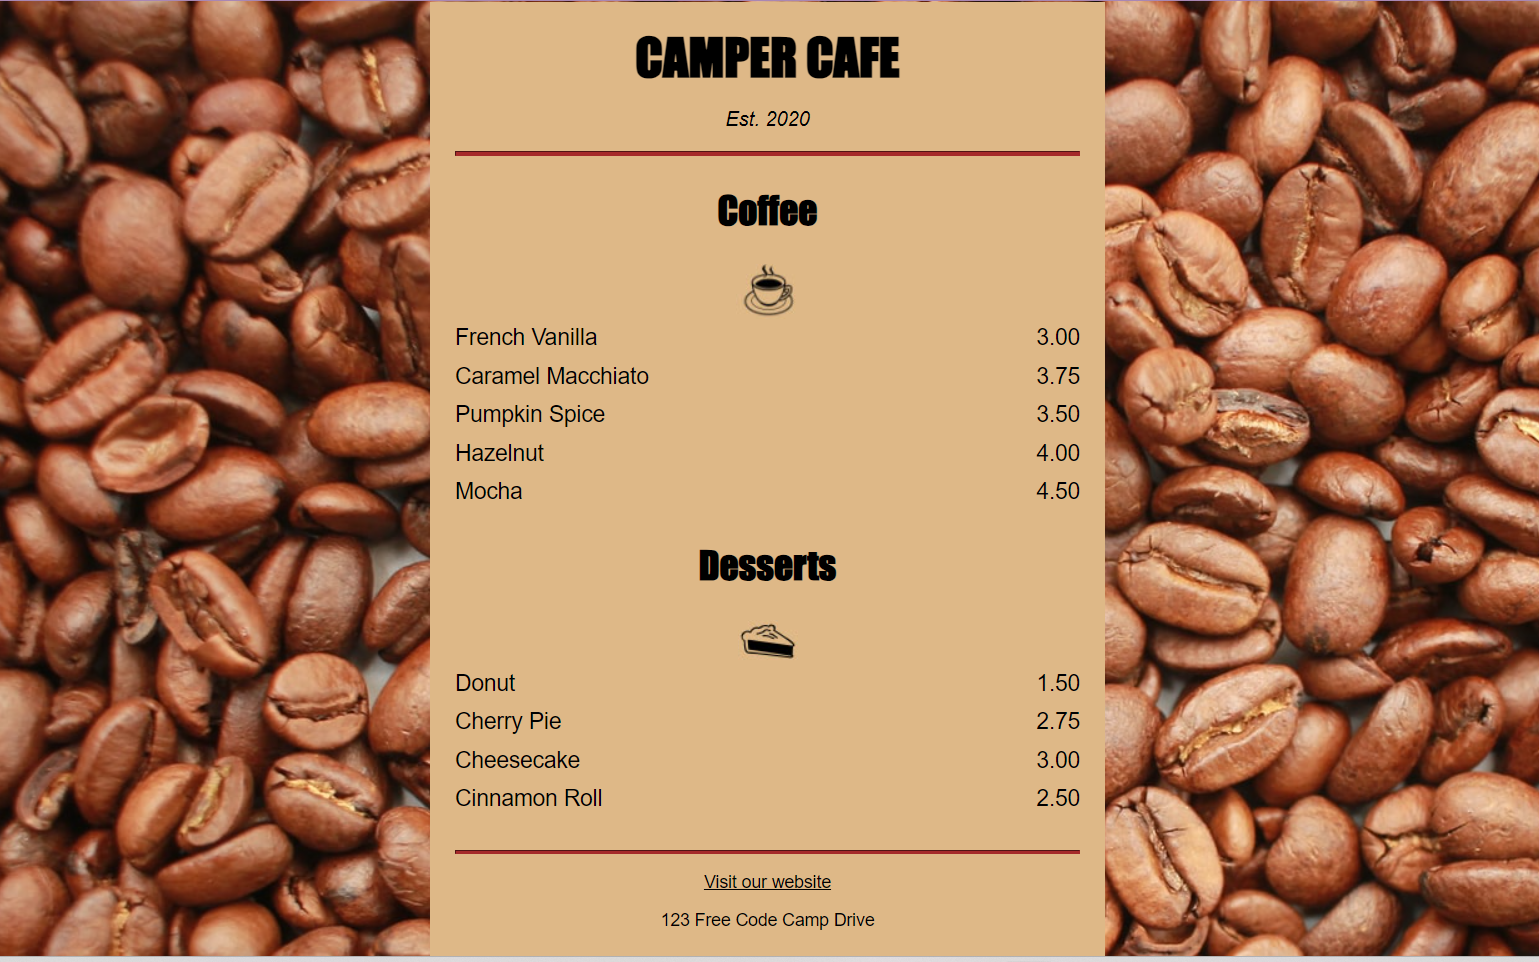 CAMPER CAFE
Est. 2020
Coffee
French Vanilla 3.00
Caramel Macchiato 3.75
Pumpkin Spice 3.50
Hazelnut 4.00
Mocha 4.50
Desserts
Donut 1.50
Cherry Pie 2.75
Cheesecake 3.00
Cinnamon Roll 2.50
Visit our website
123 Free Code Camp Drive